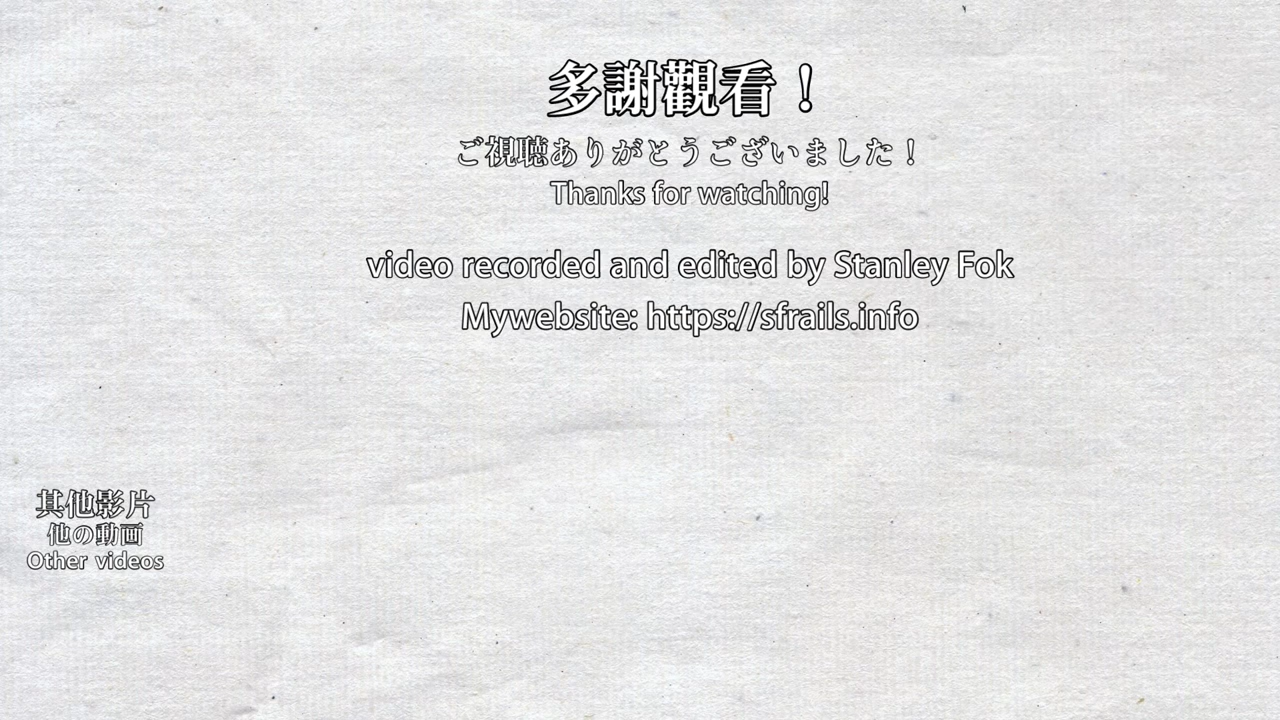 多謝觀看！
ご視聴ありがとうございました！
Thanks for watching!
video recorded and edited by Stanley Fok
Mywebsite: https://sfrails.info
其他影片
他の動画
Other videos